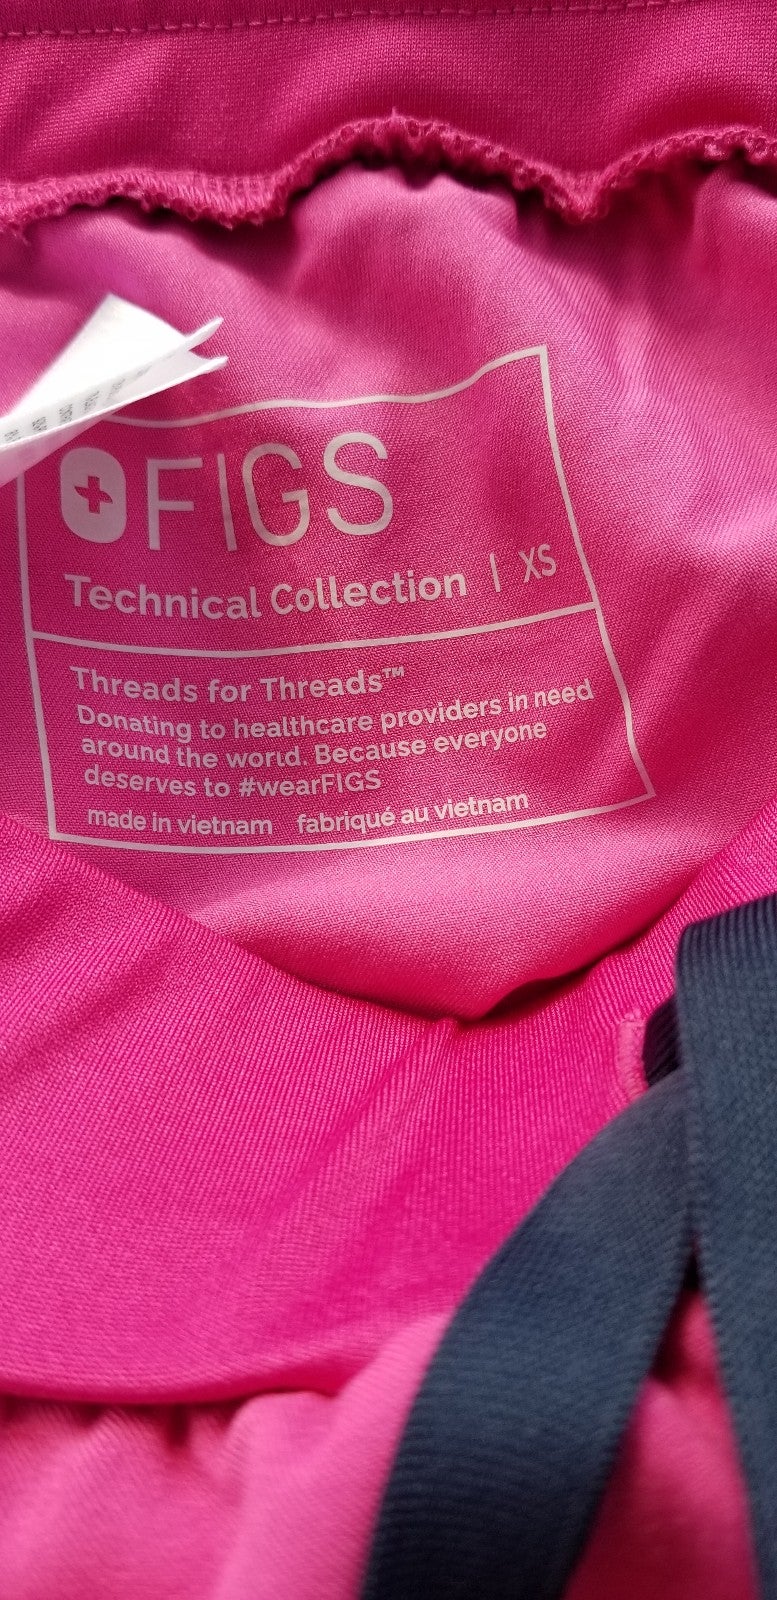 FIGS
Technical Collection | XS
Threads for Threads™
Donating to healthcare providers in need
around the world. Because everyone
deserves to #wearFIGS
made in vietnam fabriqué au vietnam